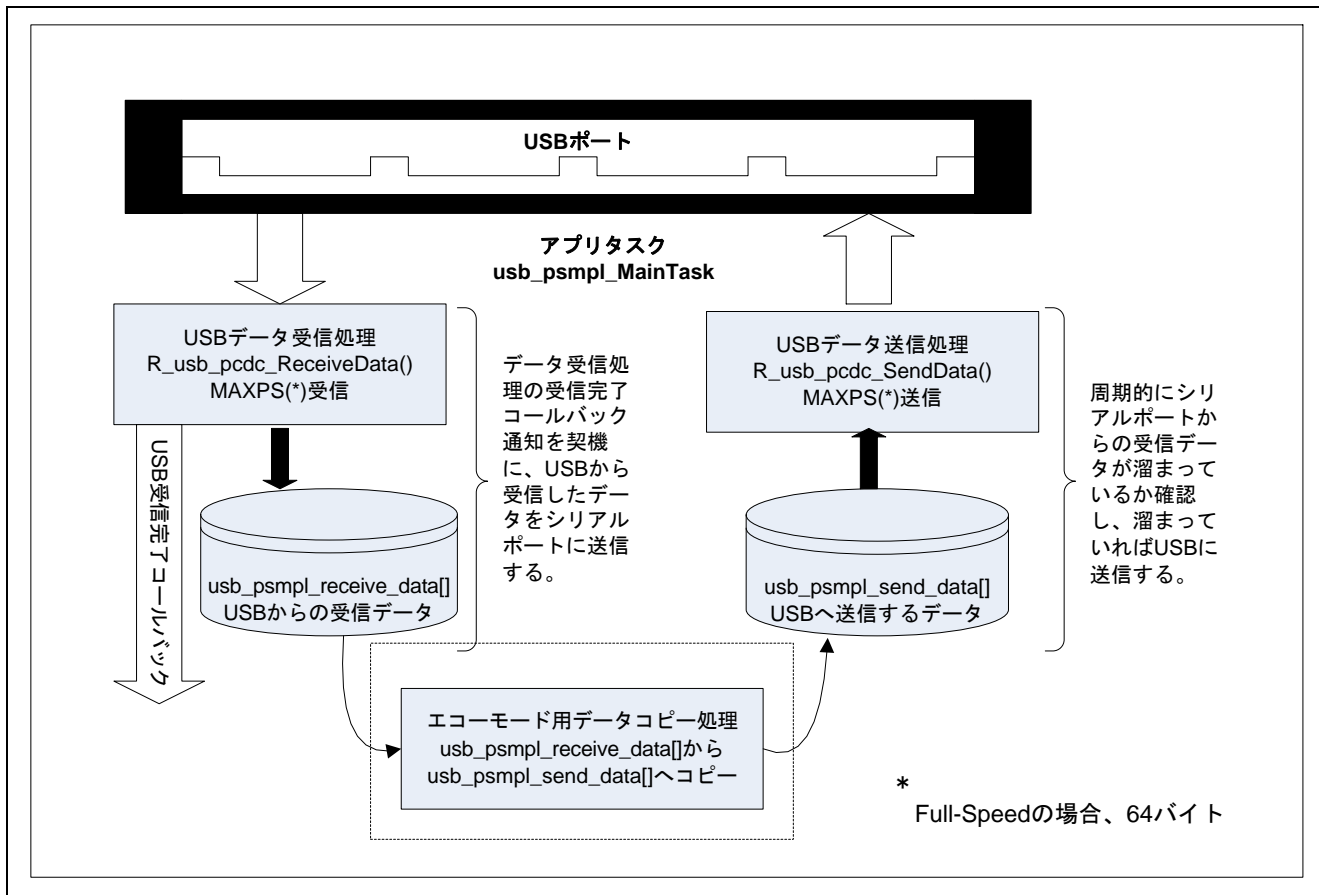 USBポート
アプリタスク
usb_psmpl_MainTask
USBデータ受信処理
R_usb_pcdc_ReceiveData()
MAXPS(*)受信
USB受信完了コールバック
usb_psmpl_receive_data[]
USBからの受信データ
データ受信処
理の受信完了
コールバック
通知を契機
に、USBから
受信したデー
タをシリアル
ポートに送信
する。
USBデータ送信処理
R_usb_pcdc_SendData()
MAXPS(*)送信
usb_psmpl_send_data[]
USBへ送信するデータ
周期的にシリ
アルポートか
らの受信デー
タが溜まって
いるか確認
し、溜まって
いればUSBに
送信する。
エコーモード用データコピー処理
usb_psmpl_receive_data[]から
usb_psmpl_send_data[]へコピー
*
Full-Speedの場合、64バイト